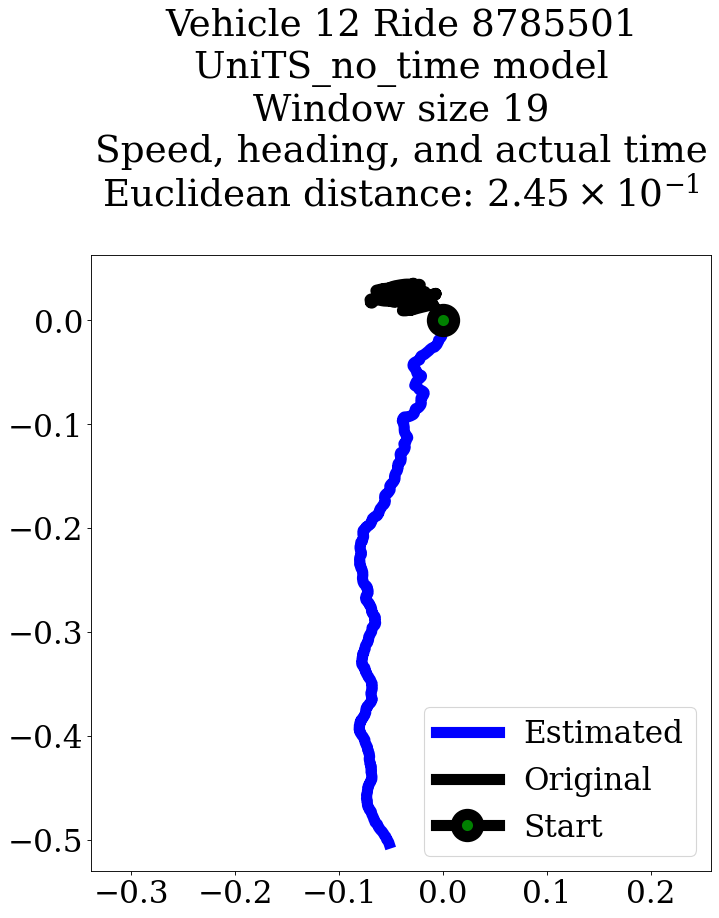 Vehicle 12 Ride 8785501
UniTS_no_time model
Window size 19
Speed, heading, and actual time
Euclidean distance: 2.45 × 10⁻¹
0.0
−0.1
−0.2
−0.3
−0.4
−0.5
Estimated
Original
Start
−0.3 −0.2 −0.1 0.0 0.1 0.2